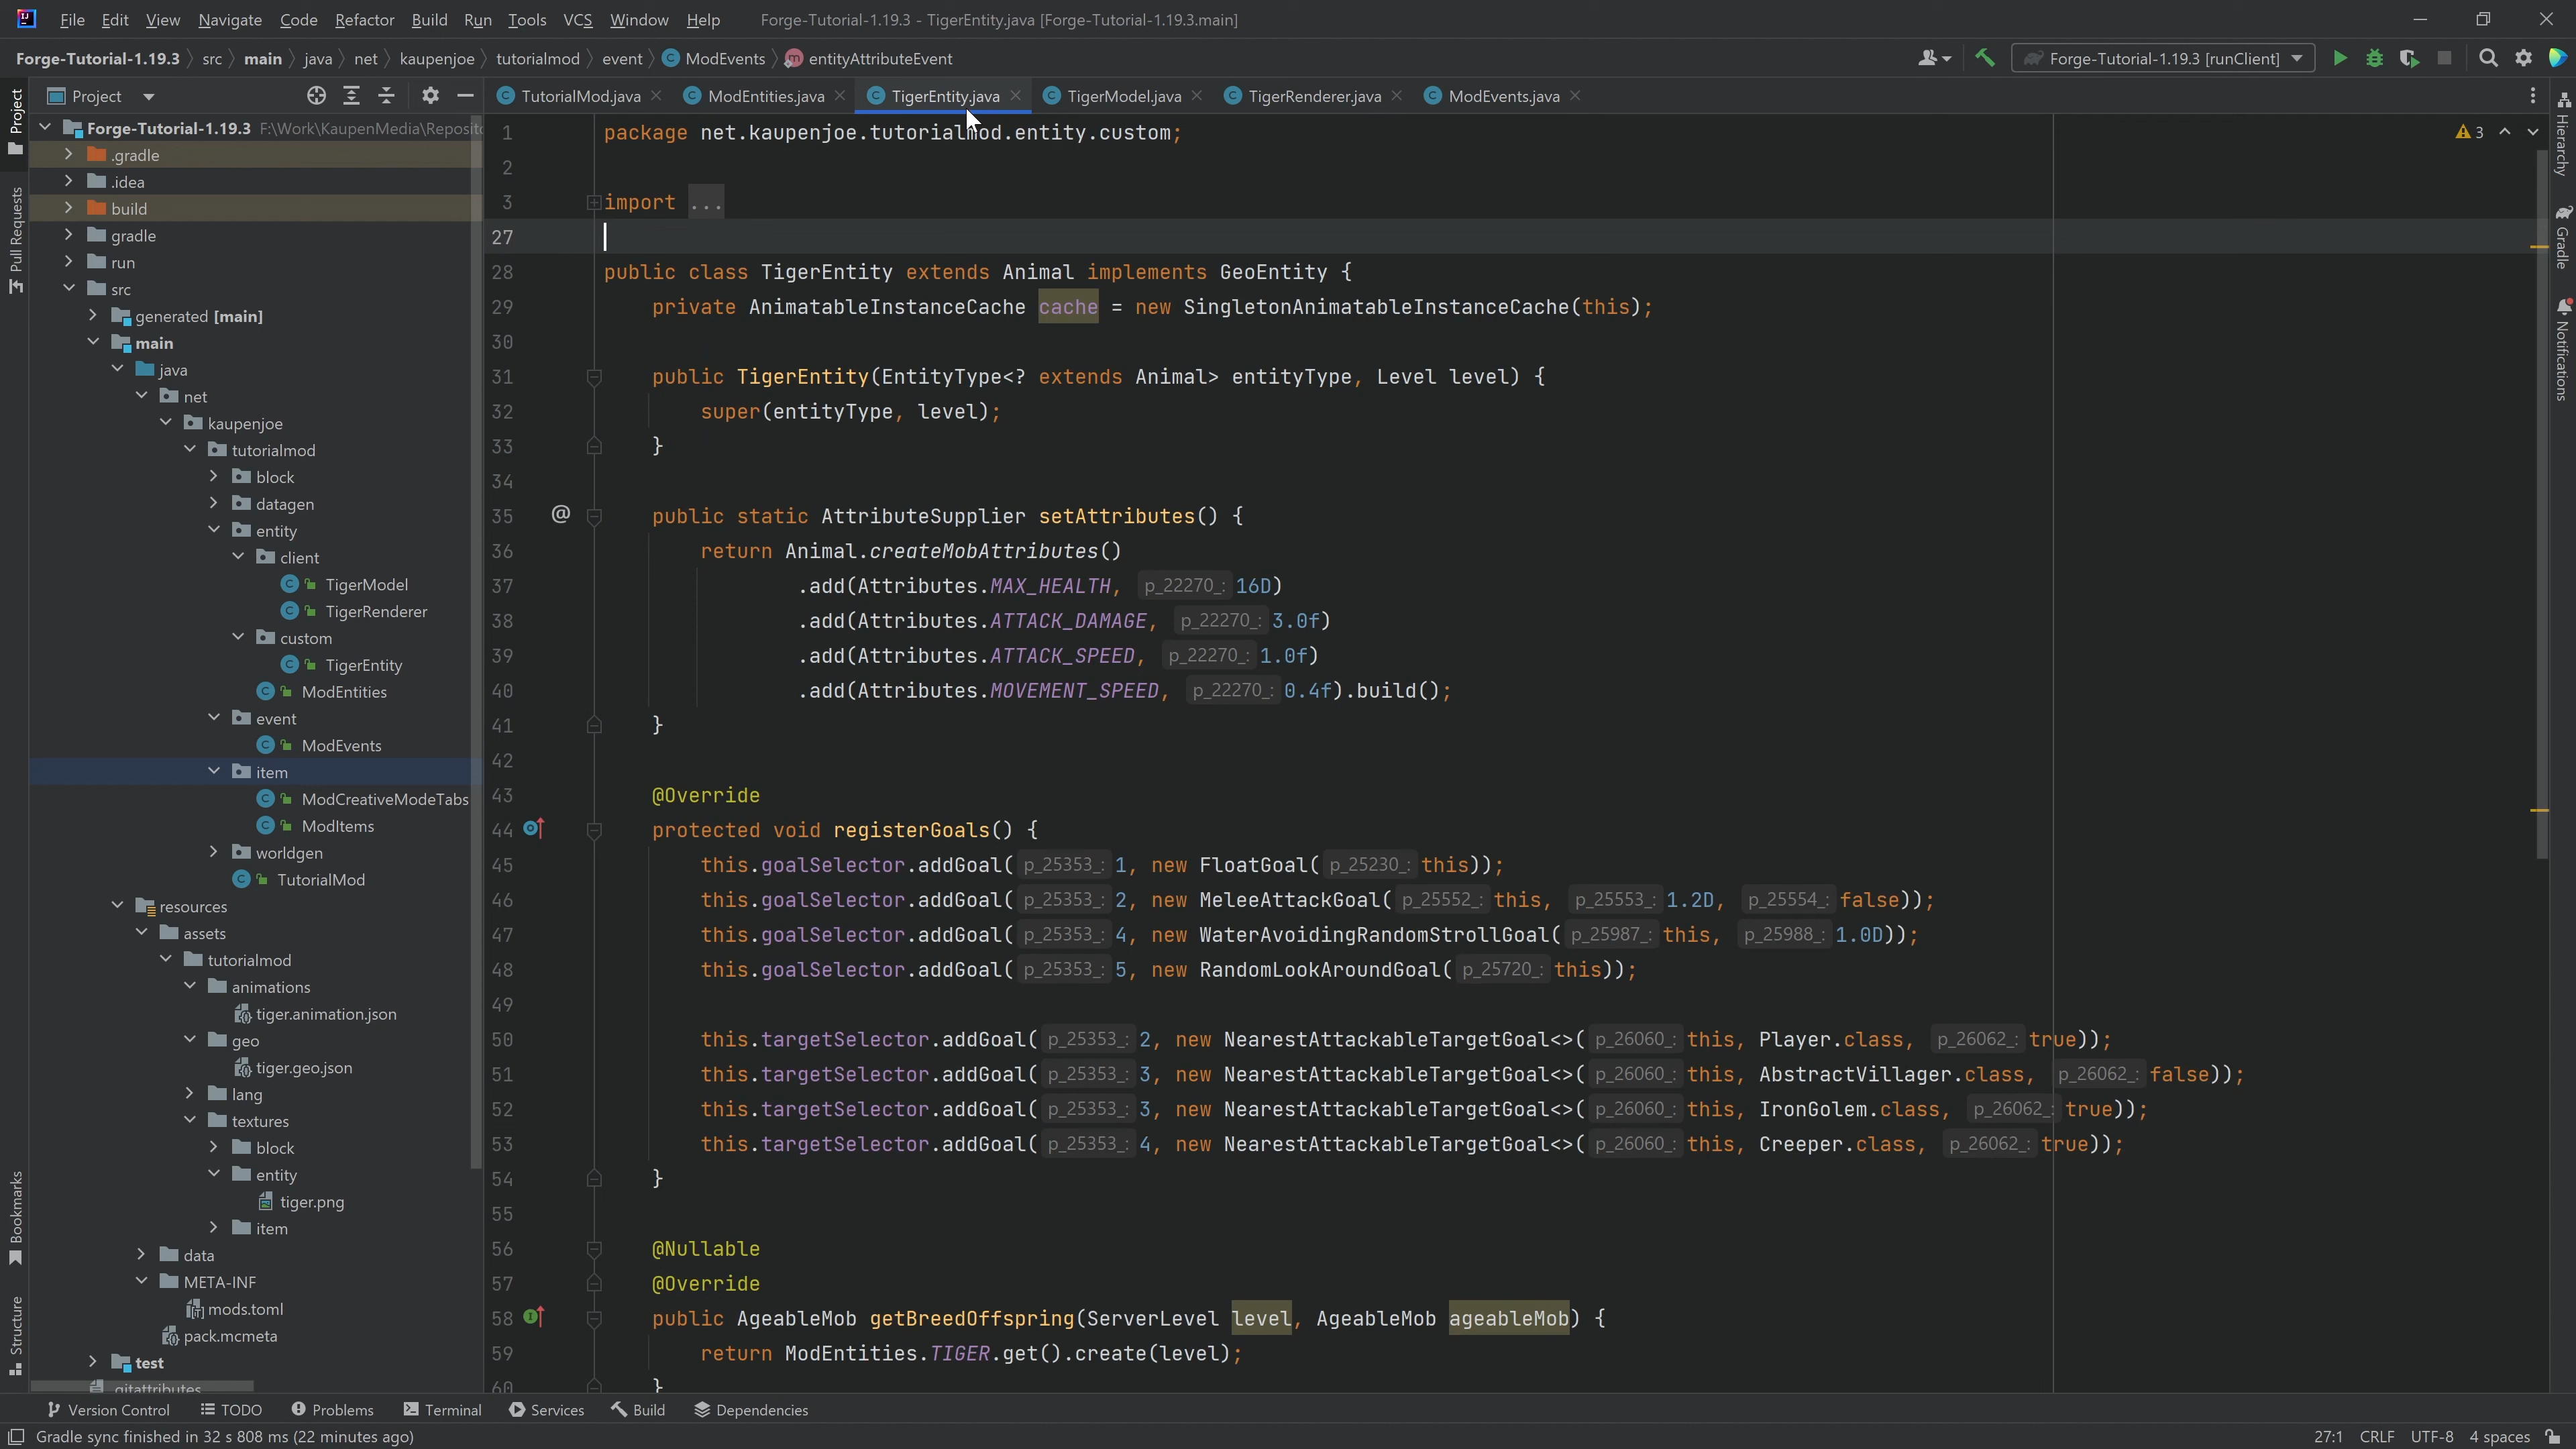 File Edit View Navigate Code Refactor Build Run Tools VCS Window Help Forge-Tutorial-1.19.3 - TigerEntity.java [Forge-Tutorial-1.19.3.main]
Forge-Tutorial-1.19.3 src main java net kaupenjoe tutorialmod event ModEvents entityAttributeEvent Forge-Tutorial-1.19.3 [runClient]
Project
TutorialMod.java ModEntities.java TigerEntity.java TigerModel.java TigerRenderer.java ModEvents.java
Project
Pull Requests
Bookmarks
Structure
Forge-Tutorial-1.19.3 F:\Work\KaupenMedia\Reposit
.gradle
.idea
build
gradle
run
src
generated [main]
main
java
net
kaupenjoe
tutorialmod
block
datagen
entity
client
TigerModel
TigerRenderer
custom
TigerEntity
ModEntities
event
ModEvents
item
ModCreativeModeTabs
ModItems
worldgen
TutorialMod
resources
assets
tutorialmod
animations
tiger.animation.json
geo
tiger.geo.json
lang
textures
block
entity
tiger.png
item
data
META-INF
mods.toml
pack.mcmeta
test
.gitattributes
1 package net.kaupenjoe.tutorialmod.entity.custom;
2
3 import ...
27
28 public class TigerEntity extends Animal implements GeoEntity {
29 private AnimatableInstanceCache cache = new SingletonAnimatableInstanceCache(this);
30
31 public TigerEntity(EntityType<? extends Animal> entityType, Level level) {
32 super(entityType, level);
33 }
34
35 @ public static AttributeSupplier setAttributes() {
36 return Animal.createMobAttributes()
37 .add(Attributes.MAX_HEALTH, p_22270_: 16D)
38 .add(Attributes.ATTACK_DAMAGE, p_22270_: 3.0f)
39 .add(Attributes.ATTACK_SPEED, p_22270_: 1.0f)
40 .add(Attributes.MOVEMENT_SPEED, p_22270_: 0.4f).build();
41 }
42
43 @Override
44 protected void registerGoals() {
45 this.goalSelector.addGoal( p_25353_: 1, new FloatGoal( p_25230_: this));
46 this.goalSelector.addGoal( p_25353_: 2, new MeleeAttackGoal( p_25552_: this, p_25553_: 1.2D, p_25554_: false));
47 this.goalSelector.addGoal( p_25353_: 4, new WaterAvoidingRandomStrollGoal( p_25987_: this, p_25988_: 1.0D));
48 this.goalSelector.addGoal( p_25353_: 5, new RandomLookAroundGoal( p_25720_: this));
49
50 this.targetSelector.addGoal( p_25353_: 2, new NearestAttackableTargetGoal<>( p_26060_: this, Player.class, p_26062_: true));
51 this.targetSelector.addGoal( p_25353_: 3, new NearestAttackableTargetGoal<>( p_26060_: this, AbstractVillager.class, p_26062_: false));
52 this.targetSelector.addGoal( p_25353_: 3, new NearestAttackableTargetGoal<>( p_26060_: this, IronGolem.class, p_26062_: true));
53 this.targetSelector.addGoal( p_25353_: 4, new NearestAttackableTargetGoal<>( p_26060_: this, Creeper.class, p_26062_: true));
54 }
55
56 @Nullable
57 @Override
58 public AgeableMob getBreedOffspring(ServerLevel level, AgeableMob ageableMob) {
59 return ModEntities.TIGER.get().create(level);
60 }
3
Hierarchy
Gradle
Notifications
Version Control TODO Problems Terminal Services Build Dependencies
Gradle sync finished in 32 s 808 ms (22 minutes ago) 27:1 CRLF UTF-8 4 spaces